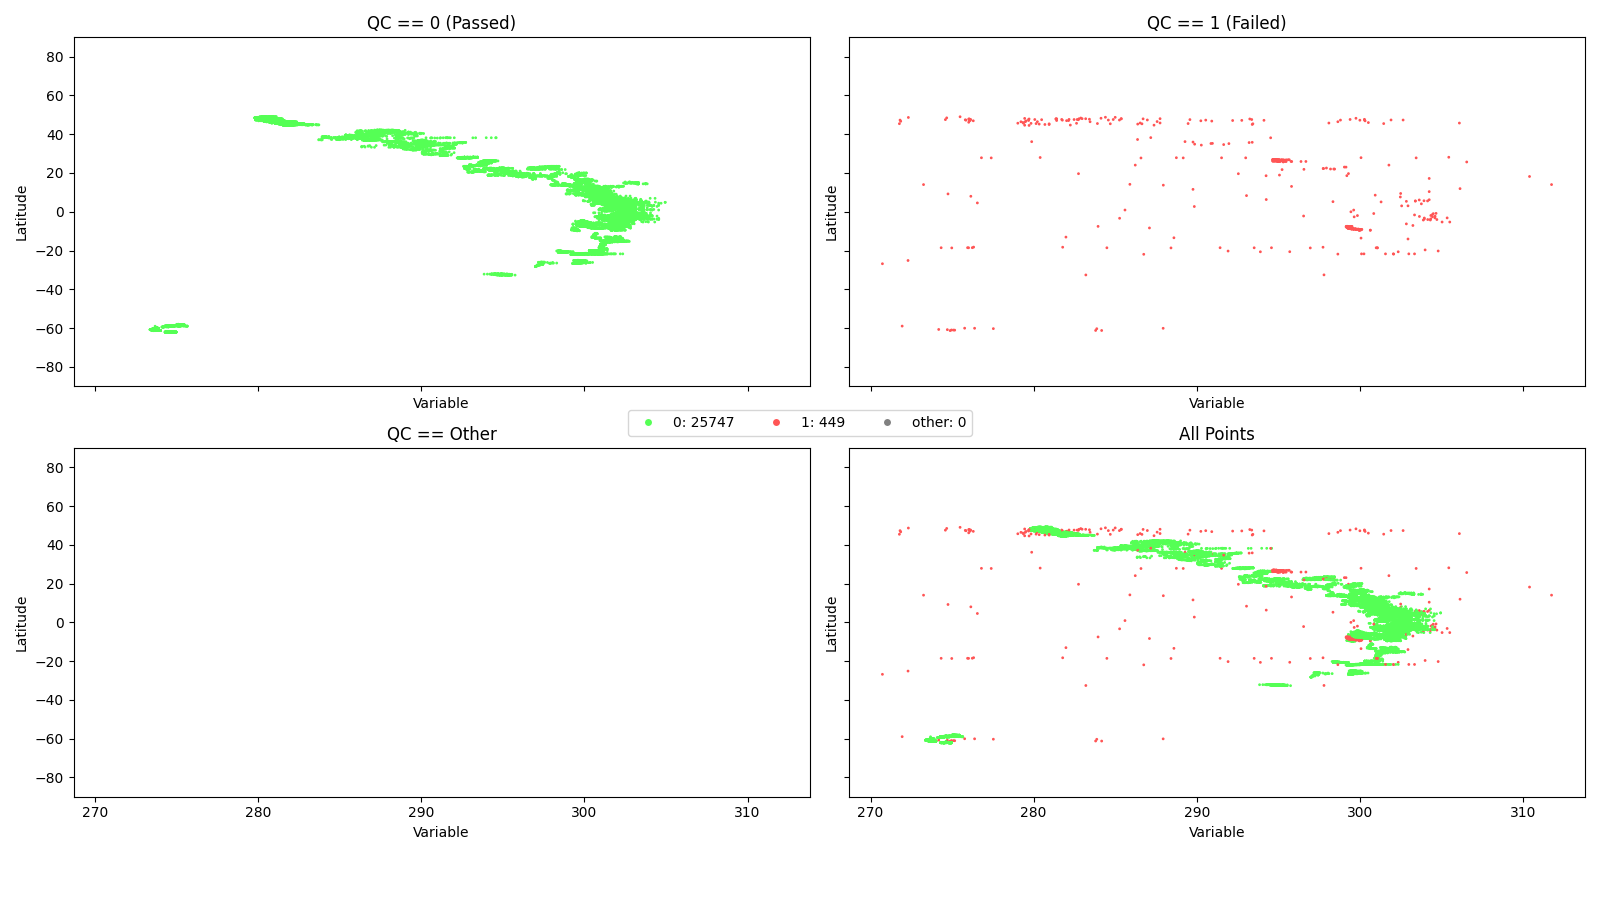 QC == 0 (Passed)
QC == 1 (Failed)
Latitude
80
60
40
20
0
−20
−40
−60
−80
Variable
Latitude
Variable
0: 25747
1: 449
other: 0
QC == Other
All Points
Latitude
80
60
40
20
0
−20
−40
−60
−80
270
280
290
300
310
Variable
Latitude
270
280
290
300
310
Variable